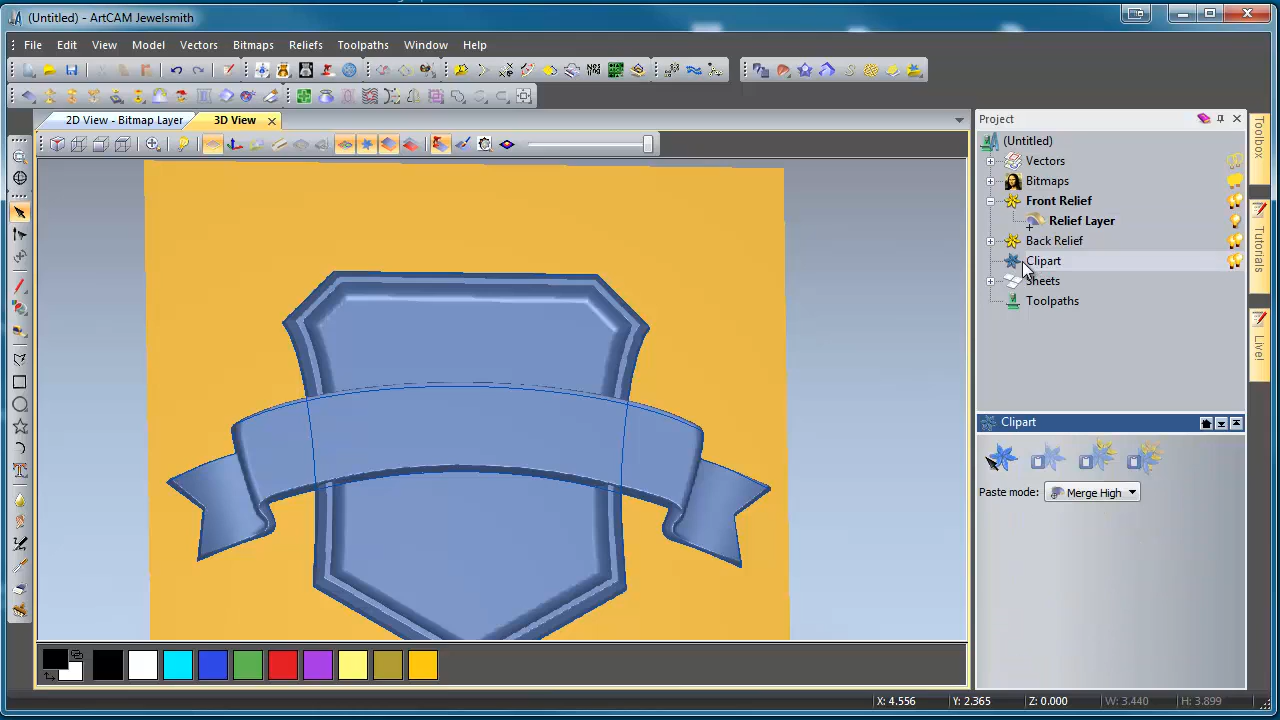 (Untitled) - ArtCAM Jewelsmith
File Edit View Model Vectors Bitmaps Reliefs Toolpaths Window Help
2D View - Bitmap Layer 3D View
Project
(Untitled)
Vectors
Bitmaps
Front Relief
Relief Layer
Back Relief
Clipart
Sheets
Toolpaths
Toolbox
Tutorials
Live!
Clipart
Paste mode: Merge High
X: 4.556 Y: 2.365 Z: 0.000 W: 3.440 H: 3.899